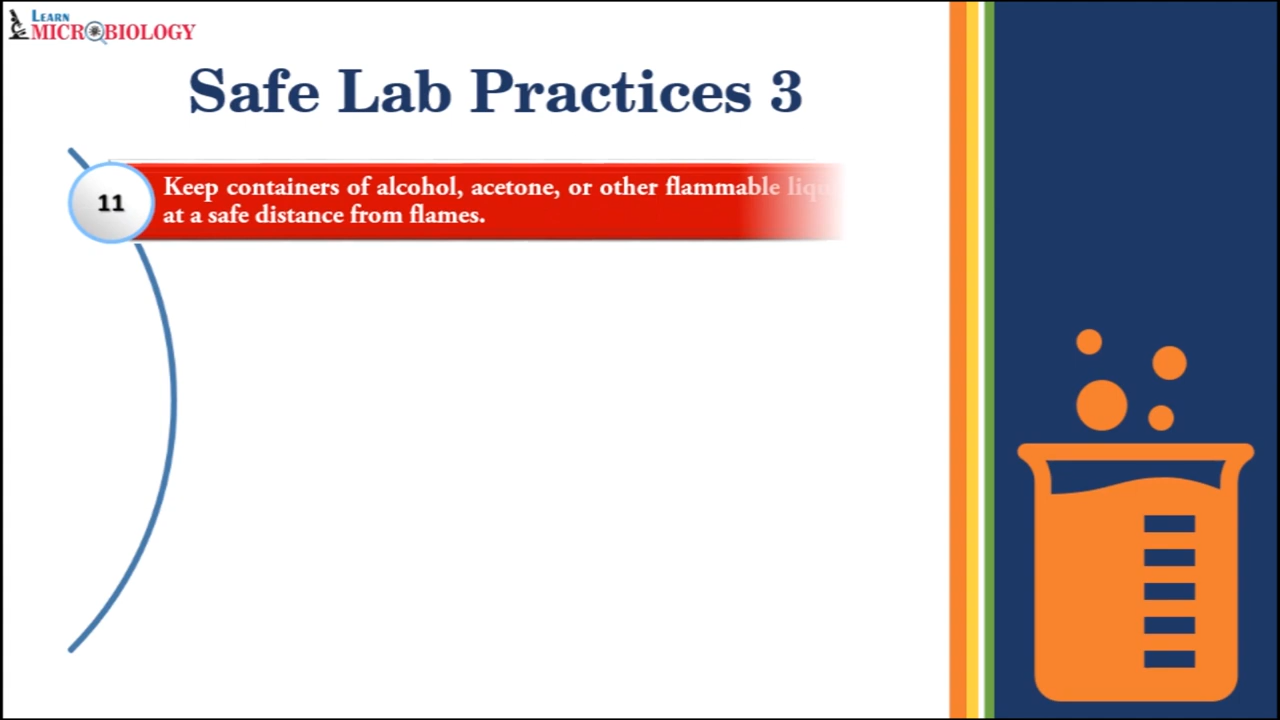 LEARN
MICROBIOLOGY
Safe Lab Practices 3
11
Keep containers of alcohol, acetone, or other flammable
at a safe distance from flames.